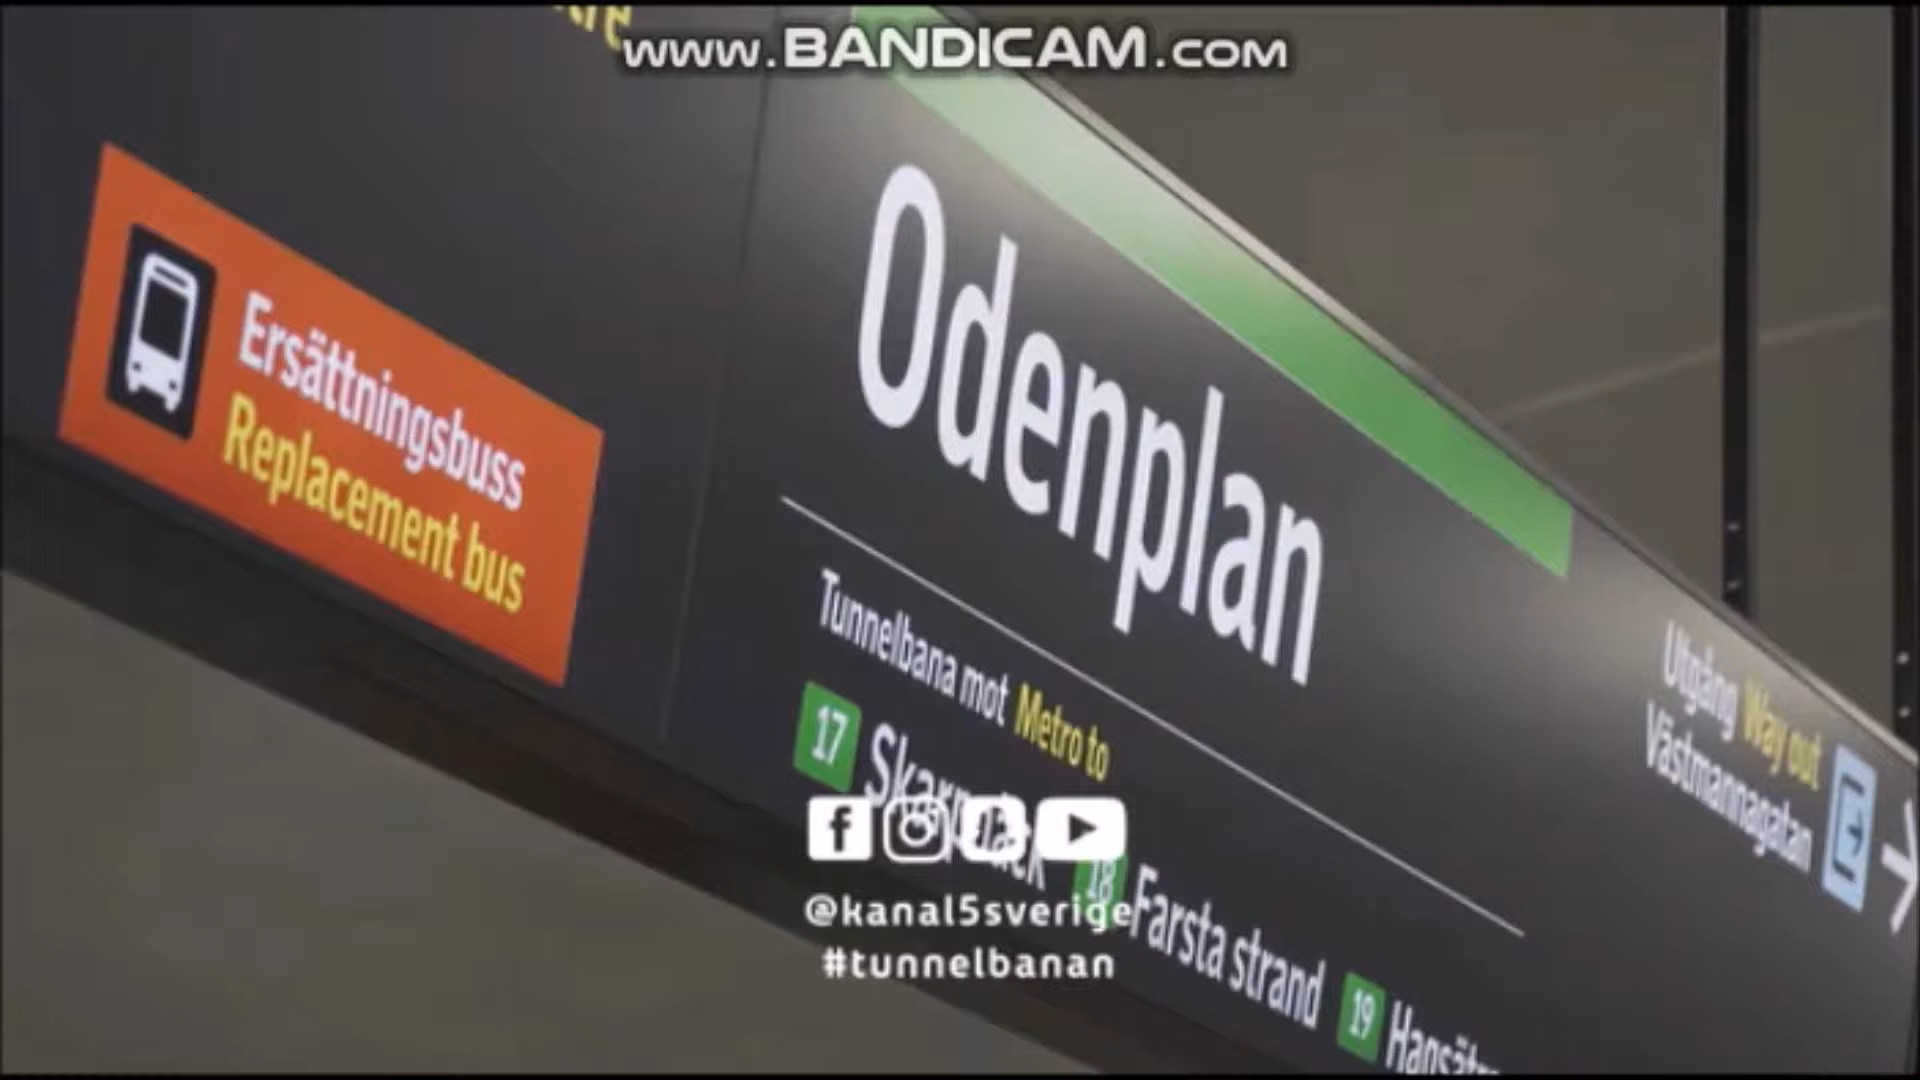 www.BANDICAM.com
Ersättningsbuss
Replacement bus
Odenplan
Tunnelbana mot Metro to
17 Skarpnäck 18 Farsta strand 19
Utgång Way out
Västmannagatan
@kanal5sverige
#tunnelbanan